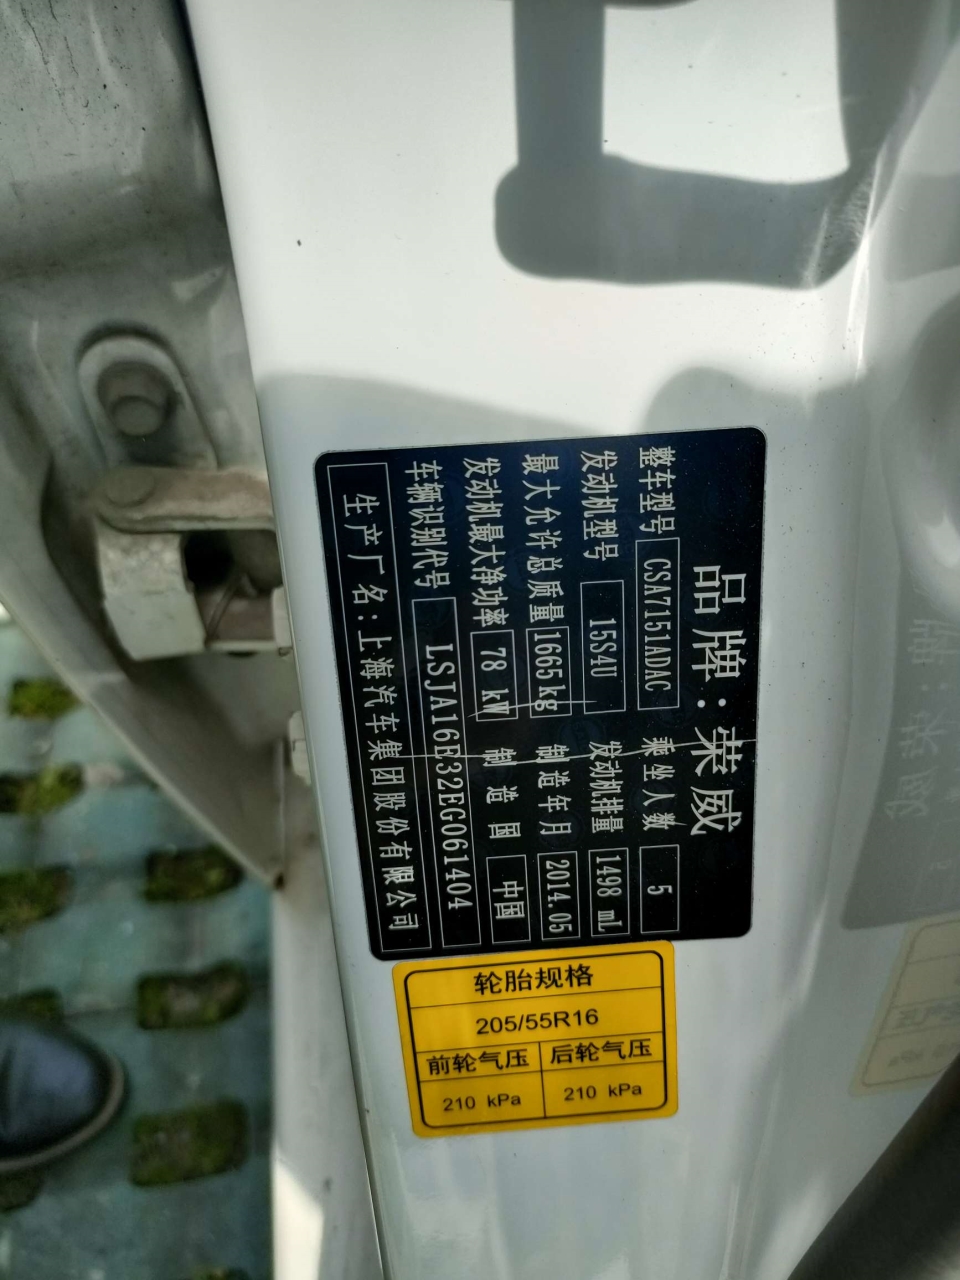 品牌:荣威
整车型号 CSA7151ADAC 乘坐人数 5
发动机型号 15S4U 发动机排量 1498 mL
最大允许总质量 1665kg 制造年月 2014.05
发动机最大净功率 78 kW 制造国 中国
车辆识别代号 LSJA16E32EG061404
生产厂名:上海汽车集团股份有限公司
轮胎规格
205/55R16
前轮气压 后轮气压
210 kPa 210 kPa